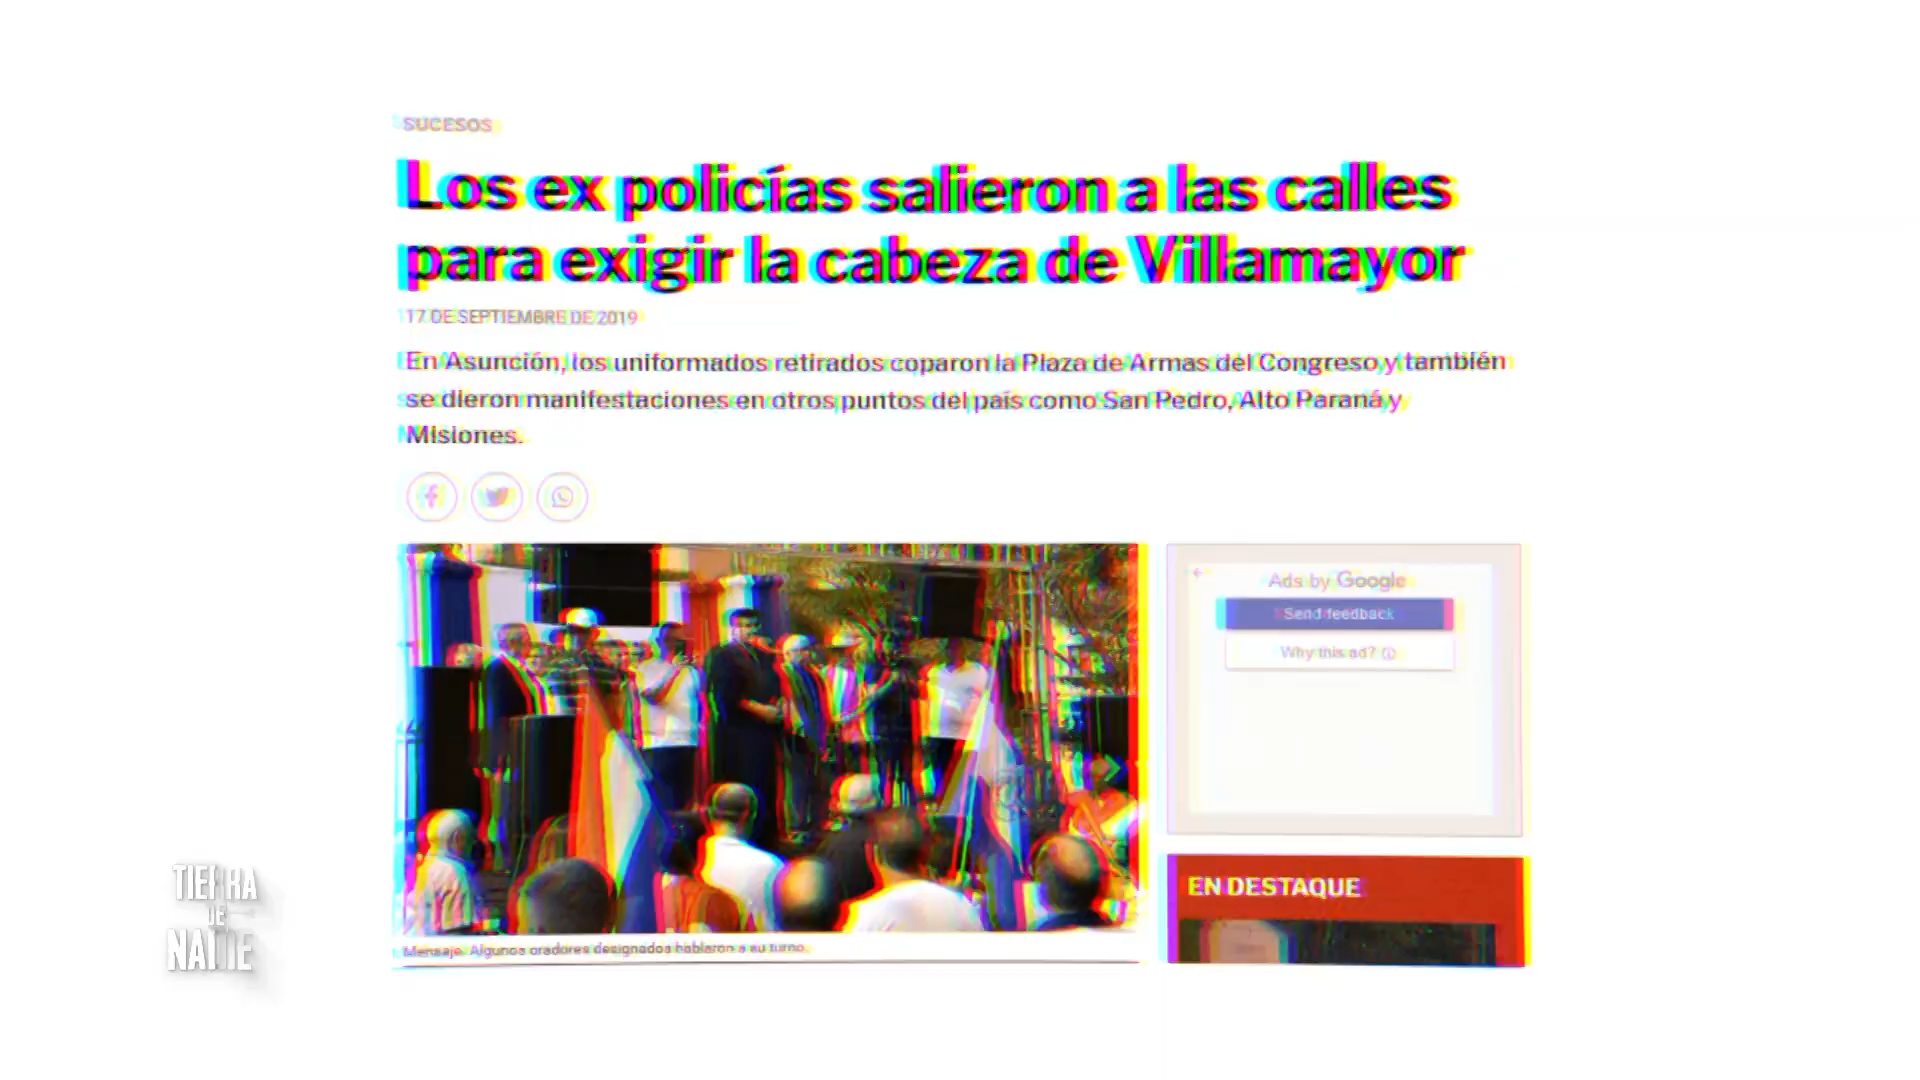 SUCESOS
Los ex policías salieron a las calles
para exigir la cabeza de Villamayor
17 DE SEPTIEMBRE DE 2019
En Asunción, los uniformados retirados coparon la Plaza de Armas del Congreso y también
se dieron manifestaciones en otros puntos del país como San Pedro, Alto Paraná y
Misiones.
Ads by Google
Send feedback
Why this ad?
EN DESTAQUE
Mensaje. Algunos oradores designados hablaron a su turno.
TIERRA
DE
NADIE